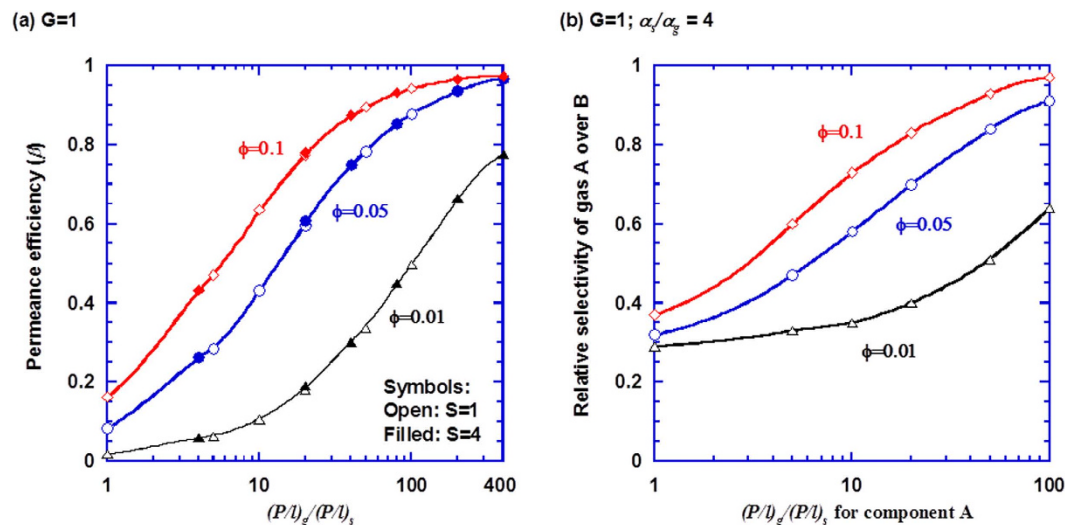 (a) G=1
Permeance efficiency (β)
1
0.8
0.6
0.4
0.2
0
ϕ=0.1
ϕ=0.05
ϕ=0.01
Symbols:
Open: S=1
Filled: S=4
1
10
100
400
(P/l)g/(P/l)s
(b) G=1; αs/αg = 4
Relative selectivity of gas A over B
1
0.8
0.6
0.4
0.2
0
ϕ=0.1
ϕ=0.05
ϕ=0.01
1
10
100
(P/l)g/(P/l)s for component A